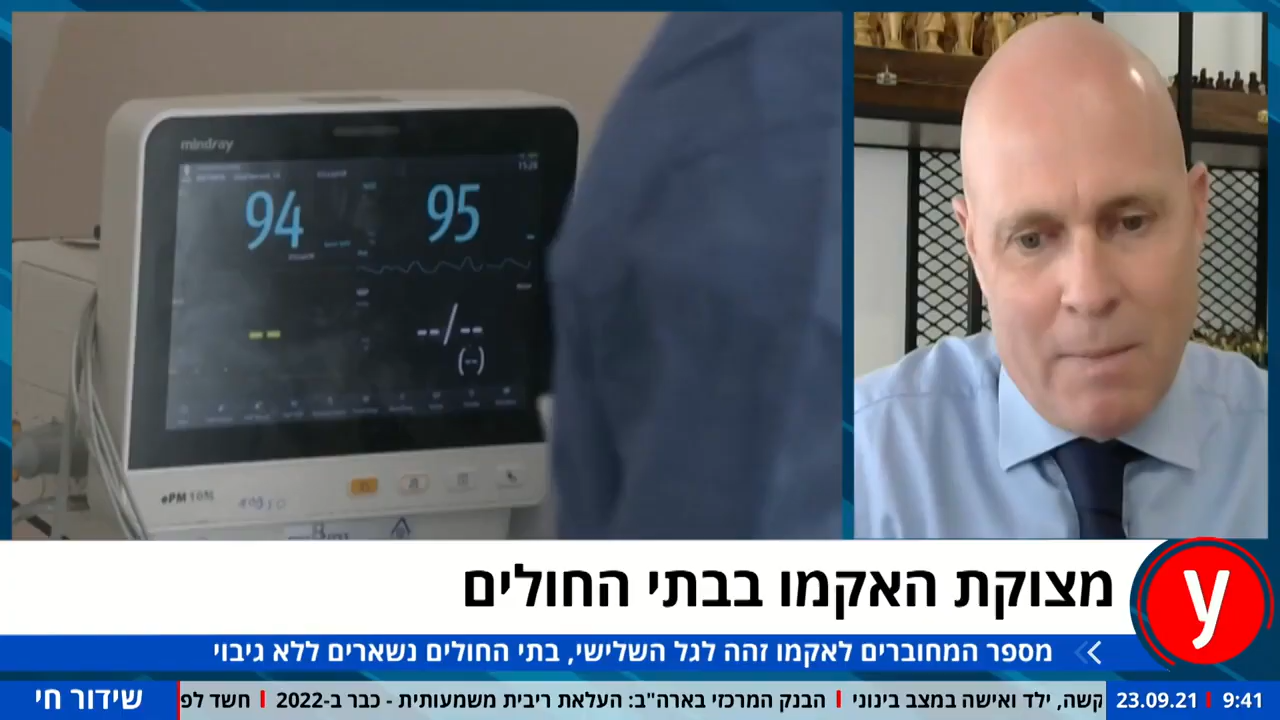 mindray
15:28
94
95
--
--/--
(--)
ePM 10M
מצוקת האקמו בבתי החולים
y
מספר המחוברים לאקמו זהה לגל השלישי, בתי החולים נשארים ללא גיבוי
שידור חי
קשה, ילד ואישה במצב בינוני | הבנק המרכזי בארה"ב: העלאת ריבית משמעותית - כבר ב-2022 | חשד לפ
23.09.21 | 9:41